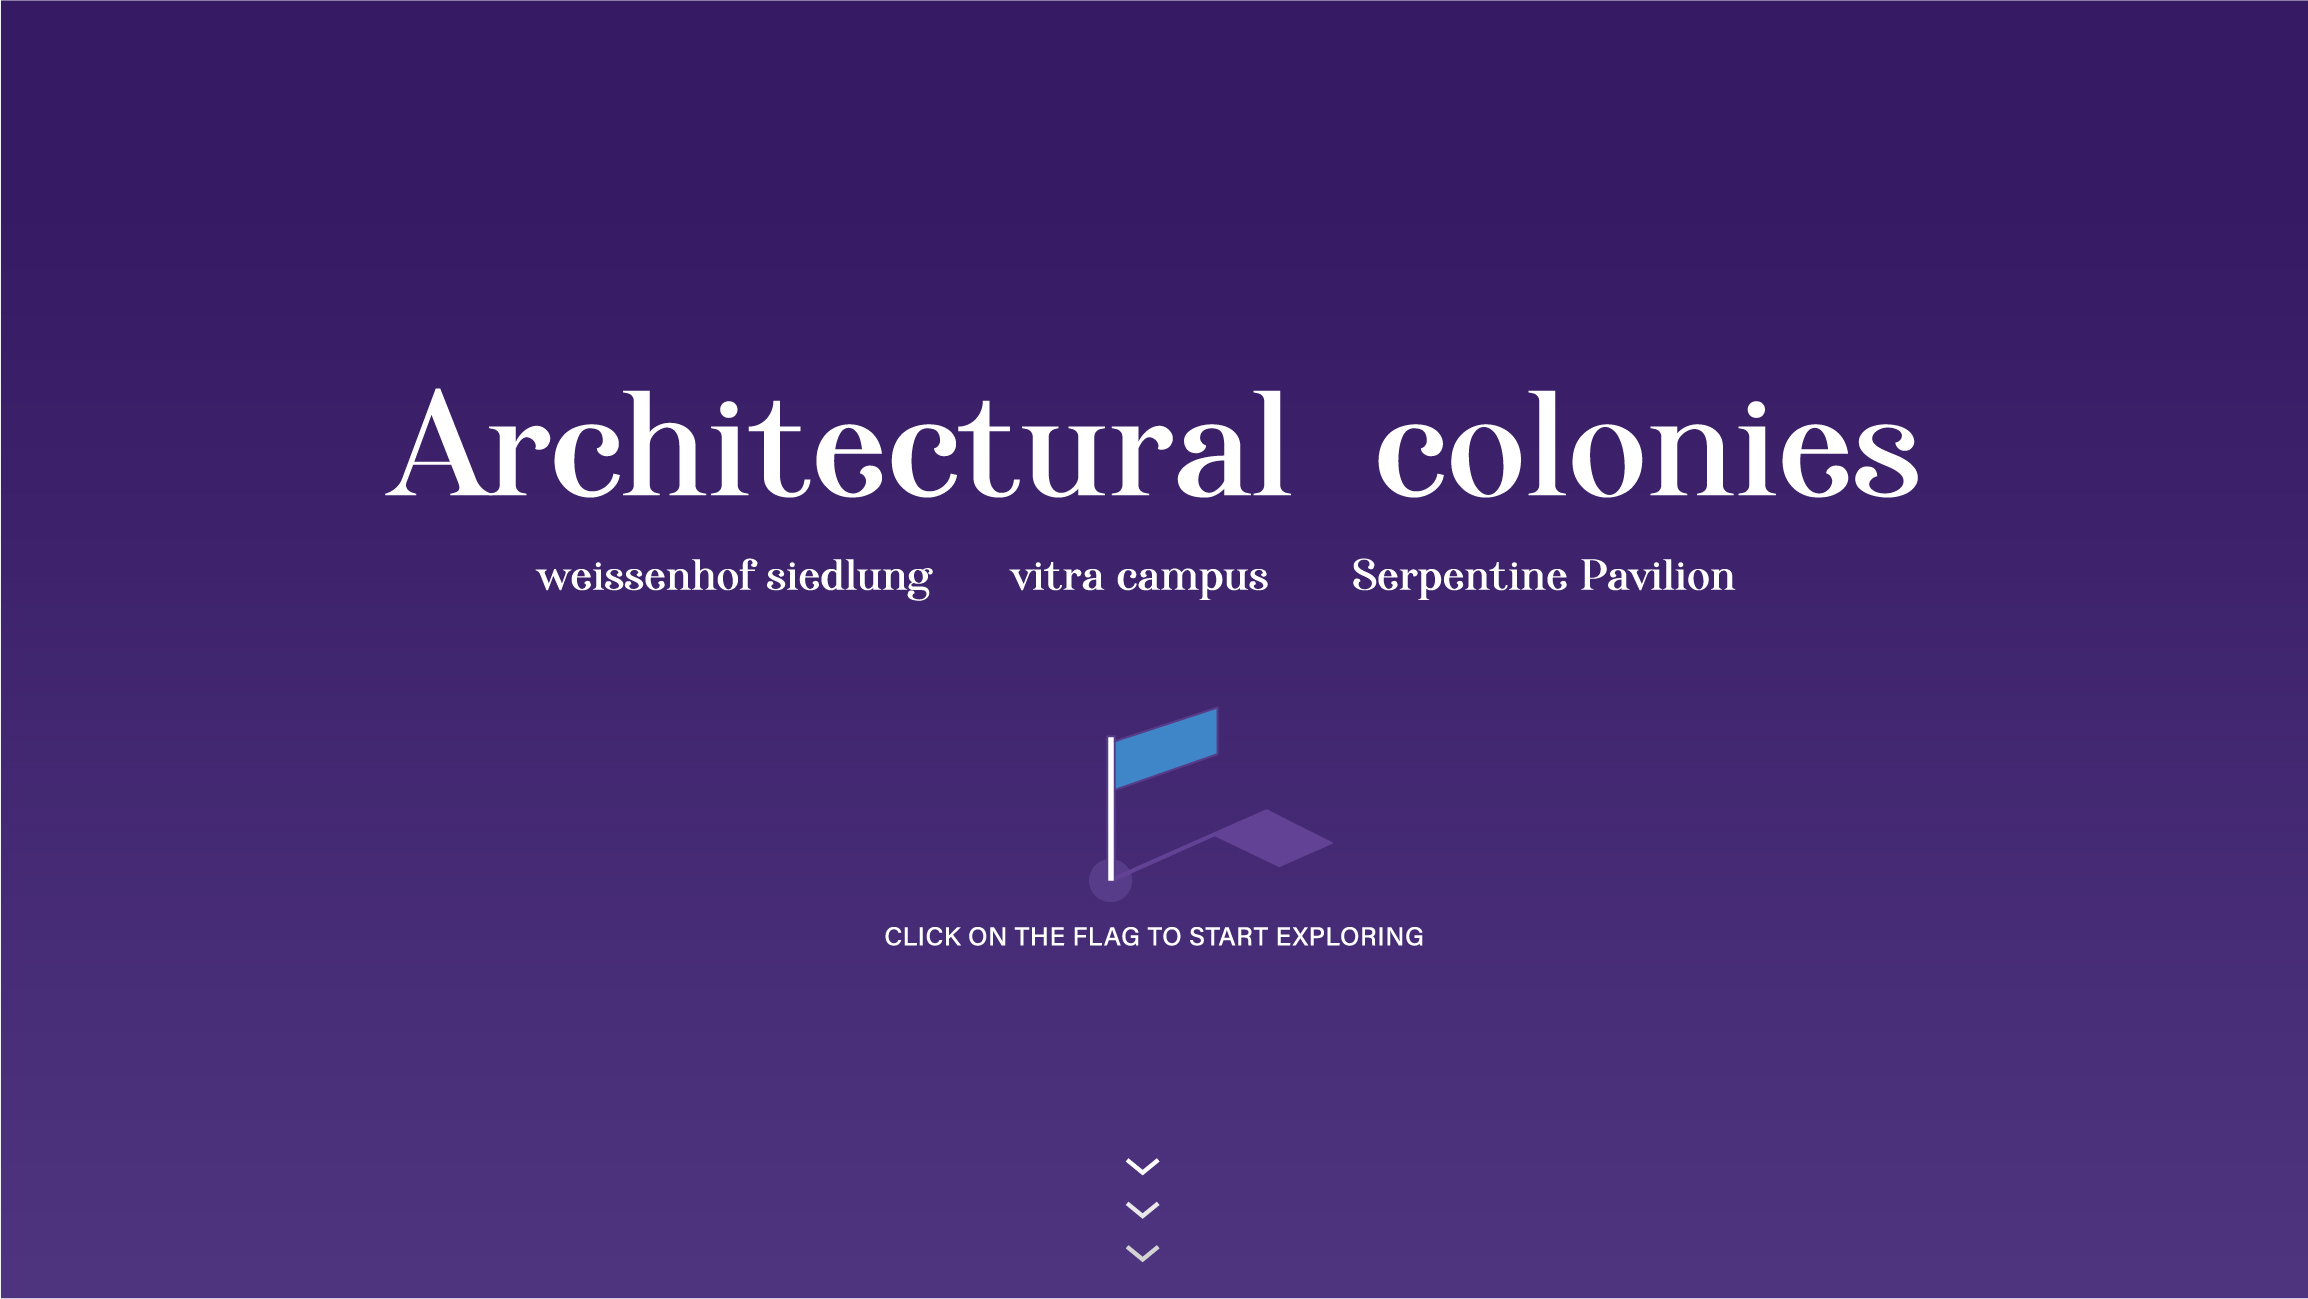 Architectural colonies
weissenhof siedlung vitra campus Serpentine Pavilion
CLICK ON THE FLAG TO START EXPLORING